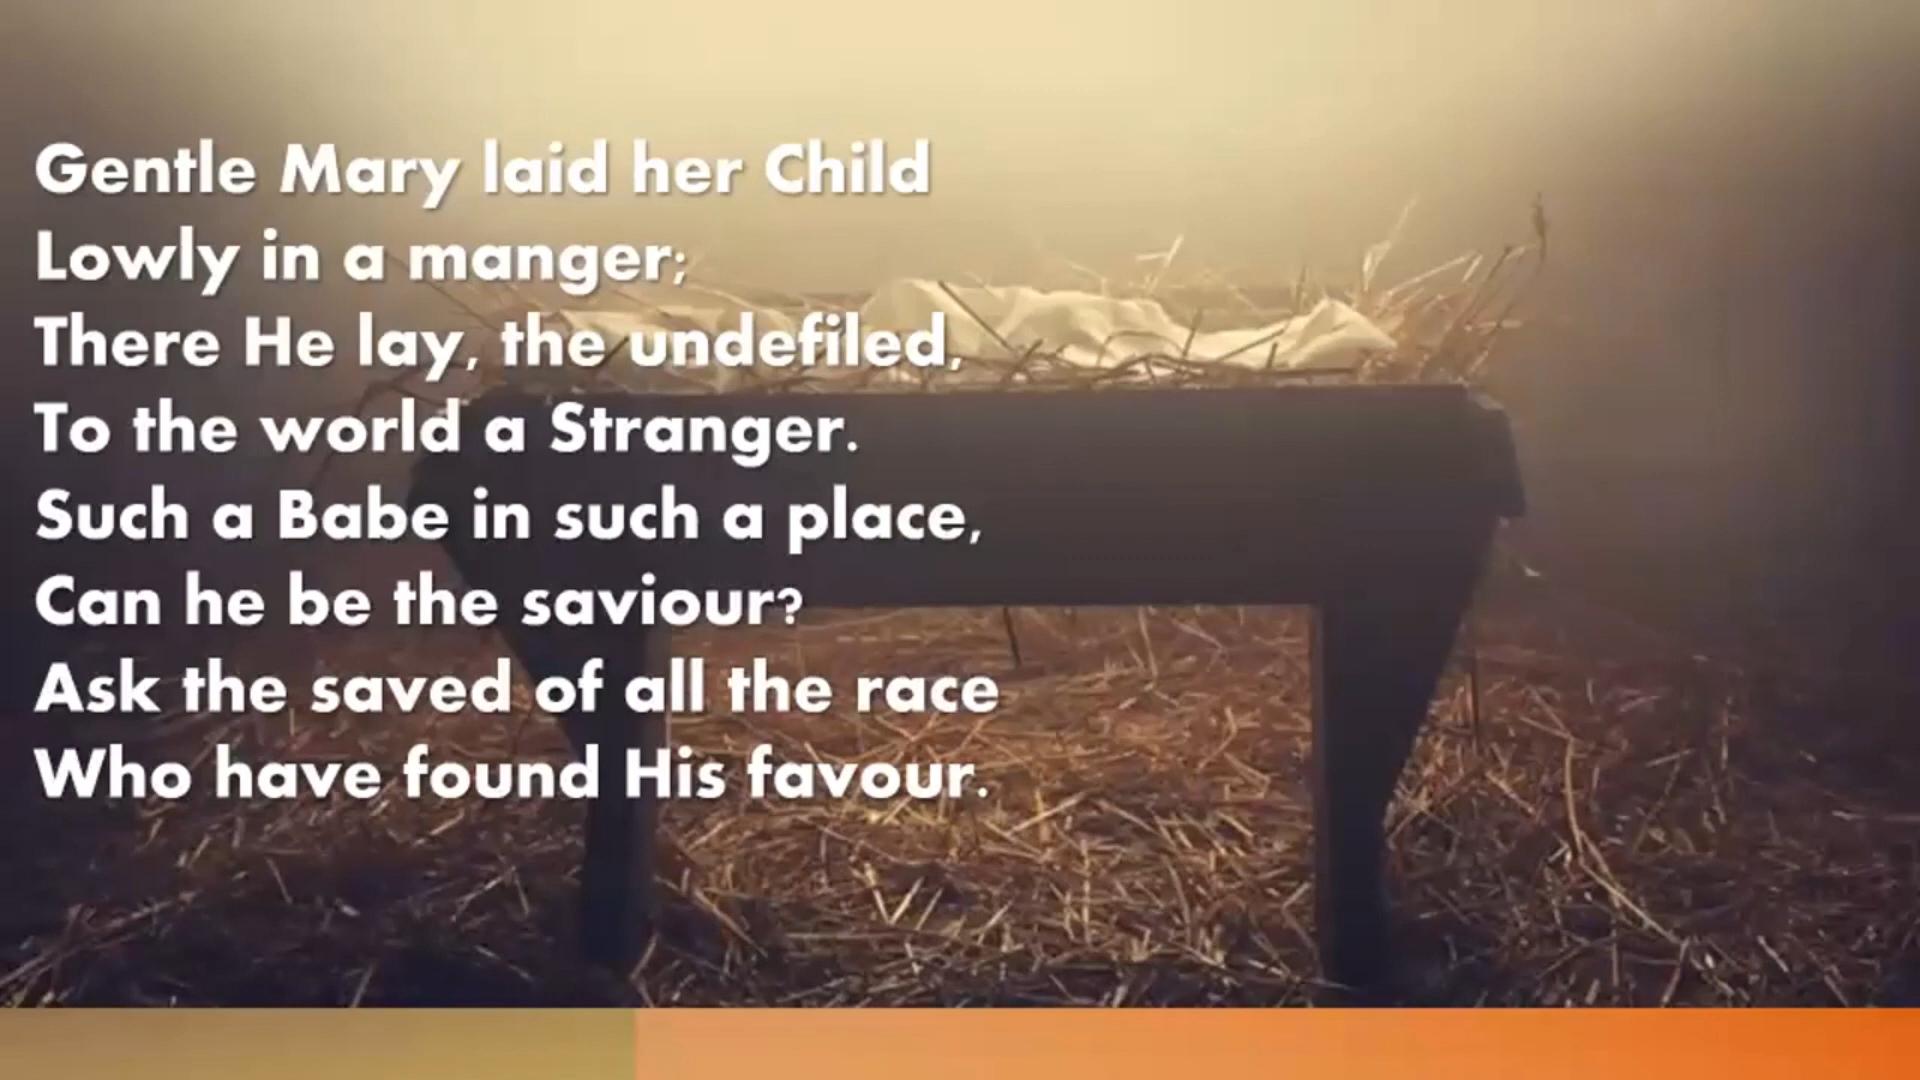 Gentle Mary laid her Child
Lowly in a manger;
There He lay, the undefiled,
To the world a Stranger.
Such a Babe in such a place,
Can he be the saviour?
Ask the saved of all the race
Who have found His favour.